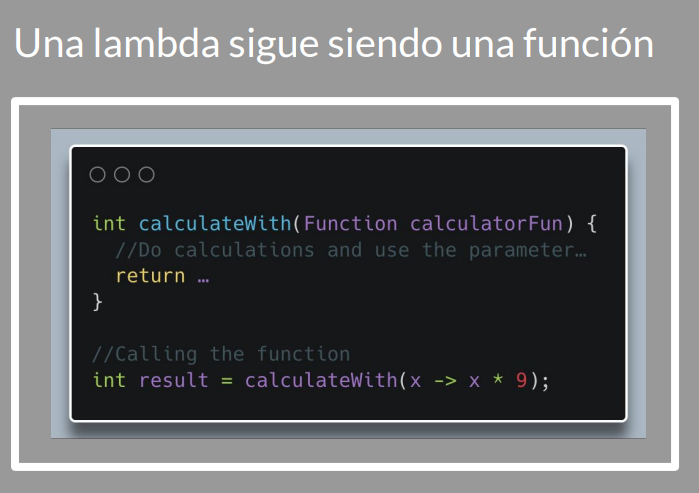 Una lambda sigue siendo una función
int calculateWith(Function calculatorFun) {
//Do calculations and use the parameter…
return …
}
//Calling the function
int result = calculateWith(x -> x * 9);